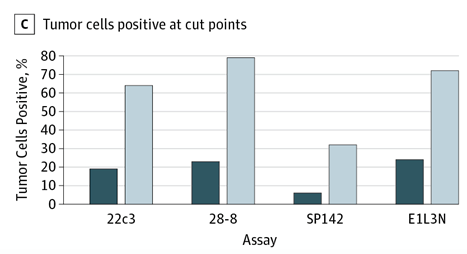 C Tumor cells positive at cut points
80
70
60
50
40
30
20
10
0
Tumor Cells Positive, %
22c3 28-8 SP142 E1L3N
Assay